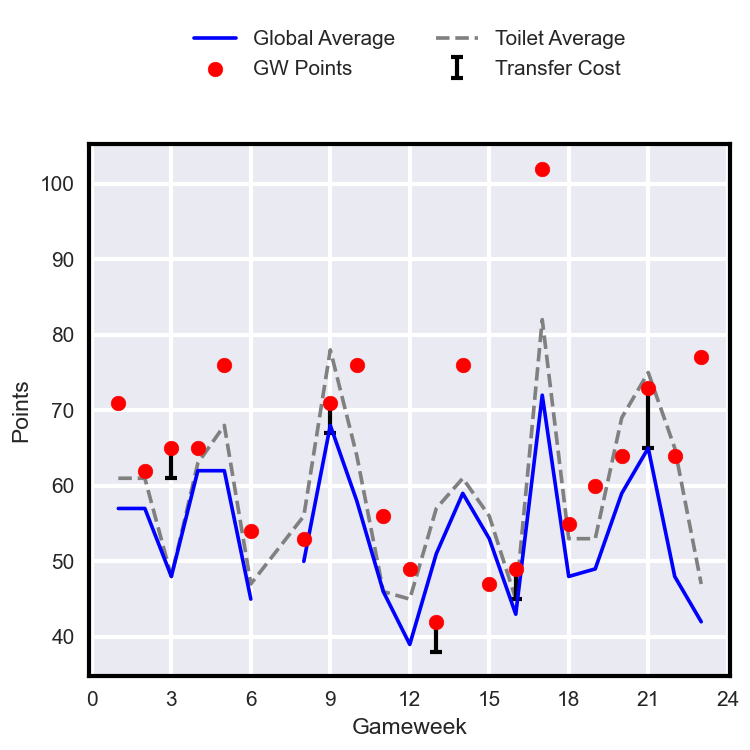 Global Average
Toilet Average
GW Points
Transfer Cost
100
90
80
70
60
50
40
Points
0 3 6 9 12 15 18 21 24
Gameweek